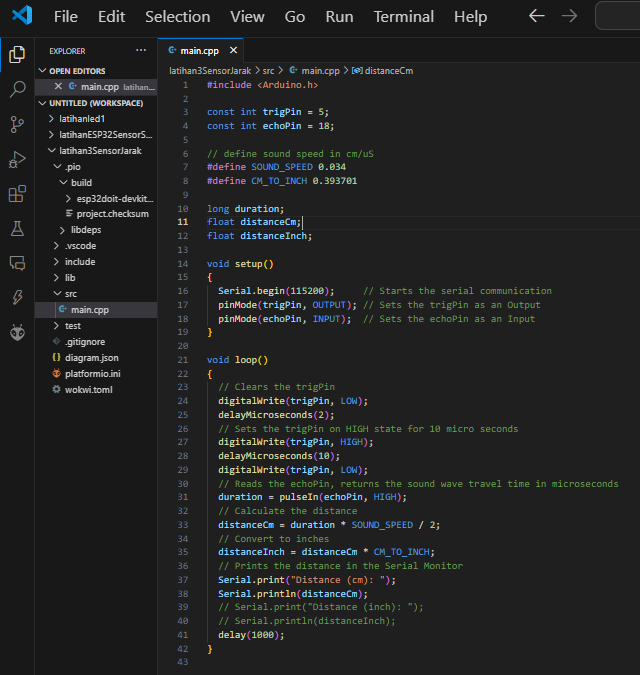 File Edit Selection View Go Run Terminal Help
EXPLORER
OPEN EDITORS
main.cpp latihan...
UNTITLED (WORKSPACE)
latihanled1
latihanESP32SensorS...
latihan3SensorJarak
.pio
build
esp32doit-devkit...
project.checksum
libdeps
.vscode
include
lib
src
main.cpp
test
.gitignore
diagram.json
platformio.ini
wokwi.toml
main.cpp
latihan3SensorJarak > src > main.cpp > distanceCm
1 #include <Arduino.h>
2
3 const int trigPin = 5;
4 const int echoPin = 18;
5
6 // define sound speed in cm/uS
7 #define SOUND_SPEED 0.034
8 #define CM_TO_INCH 0.393701
9
10 long duration;
11 float distanceCm;
12 float distanceInch;
13
14 void setup()
15 {
16 Serial.begin(115200); // Starts the serial communication
17 pinMode(trigPin, OUTPUT); // Sets the trigPin as an Output
18 pinMode(echoPin, INPUT); // Sets the echoPin as an Input
19 }
20
21 void loop()
22 {
23 // Clears the trigPin
24 digitalWrite(trigPin, LOW);
25 delayMicroseconds(2);
26 // Sets the trigPin on HIGH state for 10 micro seconds
27 digitalWrite(trigPin, HIGH);
28 delayMicroseconds(10);
29 digitalWrite(trigPin, LOW);
30 // Reads the echoPin, returns the sound wave travel time in microseconds
31 duration = pulseIn(echoPin, HIGH);
32 // Calculate the distance
33 distanceCm = duration * SOUND_SPEED / 2;
34 // Convert to inches
35 distanceInch = distanceCm * CM_TO_INCH;
36 // Prints the distance in the Serial Monitor
37 Serial.print("Distance (cm): ");
38 Serial.println(distanceCm);
39 // Serial.print("Distance (inch): ");
40 // Serial.println(distanceInch);
41 delay(1000);
42 }
43